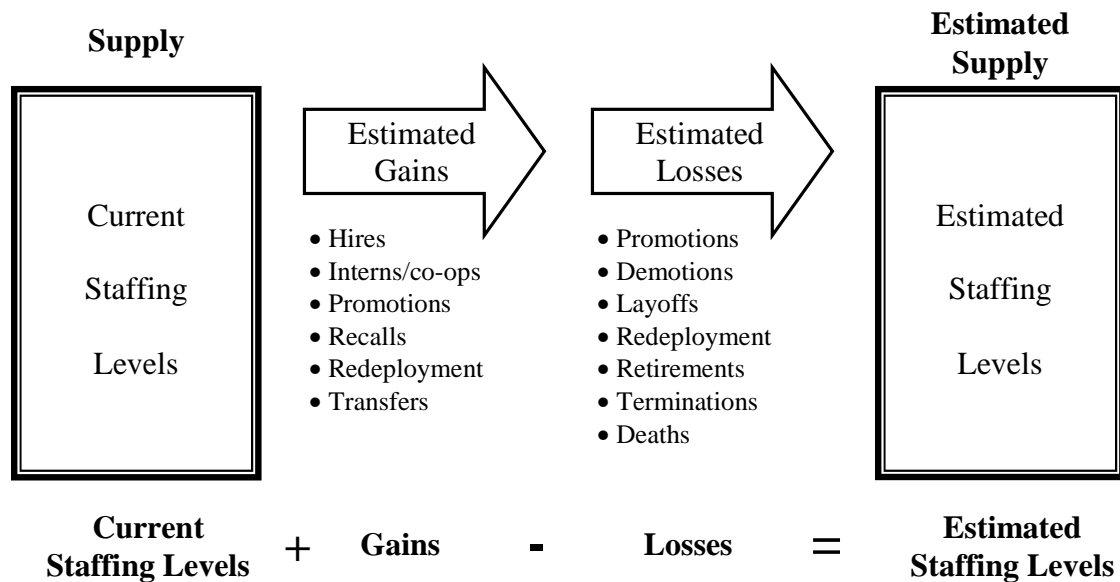 Supply
Estimated
Supply
Current
Staffing
Levels
Estimated
Gains
• Hires
• Interns/co-ops
• Promotions
• Recalls
• Redeployment
• Transfers
Estimated
Losses
• Promotions
• Demotions
• Layoffs
• Redeployment
• Retirements
• Terminations
• Deaths
Estimated
Staffing
Levels
Current
Staffing Levels
+
Gains
-
Losses
=
Estimated
Staffing Levels